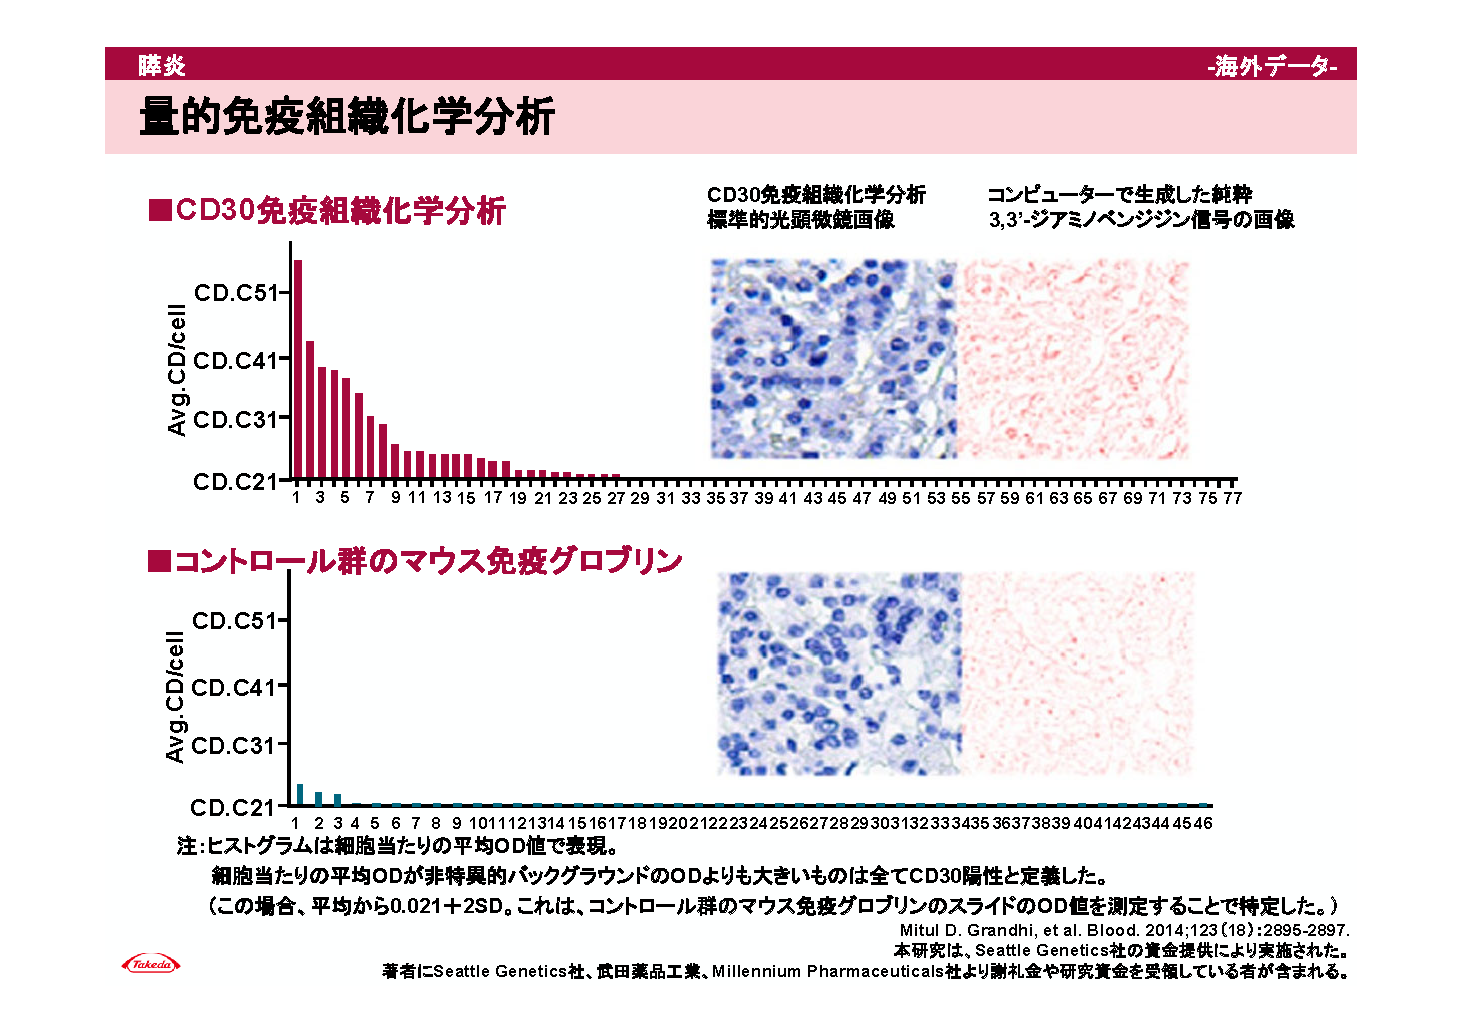 膵炎
-海外データ-
量的免疫組織化学分析
■CD30免疫組織化学分析
CD30免疫組織化学分析
標準的光顕微鏡画像
コンピューターで生成した純粋
3,3’-ジアミノベンジジン信号の画像
Avg.CD/cell
CD.C51
CD.C41
CD.C31
CD.C21
1 3 5 7 9 11 13 15 17 19 21 23 25 27 29 31 33 35 37 39 41 43 45 47 49 51 53 55 57 59 61 63 65 67 69 71 73 75 77
■コントロール群のマウス免疫グロブリン
Avg.CD/cell
CD.C51
CD.C41
CD.C31
CD.C21
1 2 3 4 5 6 7 8 9 10 11 12 13 14 15 16 17 18 19 20 21 22 23 24 25 26 27 28 29 30 31 32 33 34 35 36 37 38 39 40 41 42 43 44 45 46
注：ヒストグラムは細胞当たりの平均OD値で表現。
細胞当たりの平均ODが非特異的バックグラウンドのODよりも大きいものは全てCD30陽性と定義した。
（この場合、平均から0.021＋2SD。これは、コントロール群のマウス免疫グロブリンのスライドのOD値を測定することで特定した。）
Mitul D. Grandhi, et al. Blood. 2014;123（18）：2895-2897.
本研究は、Seattle Genetics社の資金提供により実施された。
著者にSeattle Genetics社、武田薬品工業、Millennium Pharmaceuticals社より謝礼金や研究資金を受領している者が含まれる。
Takeda